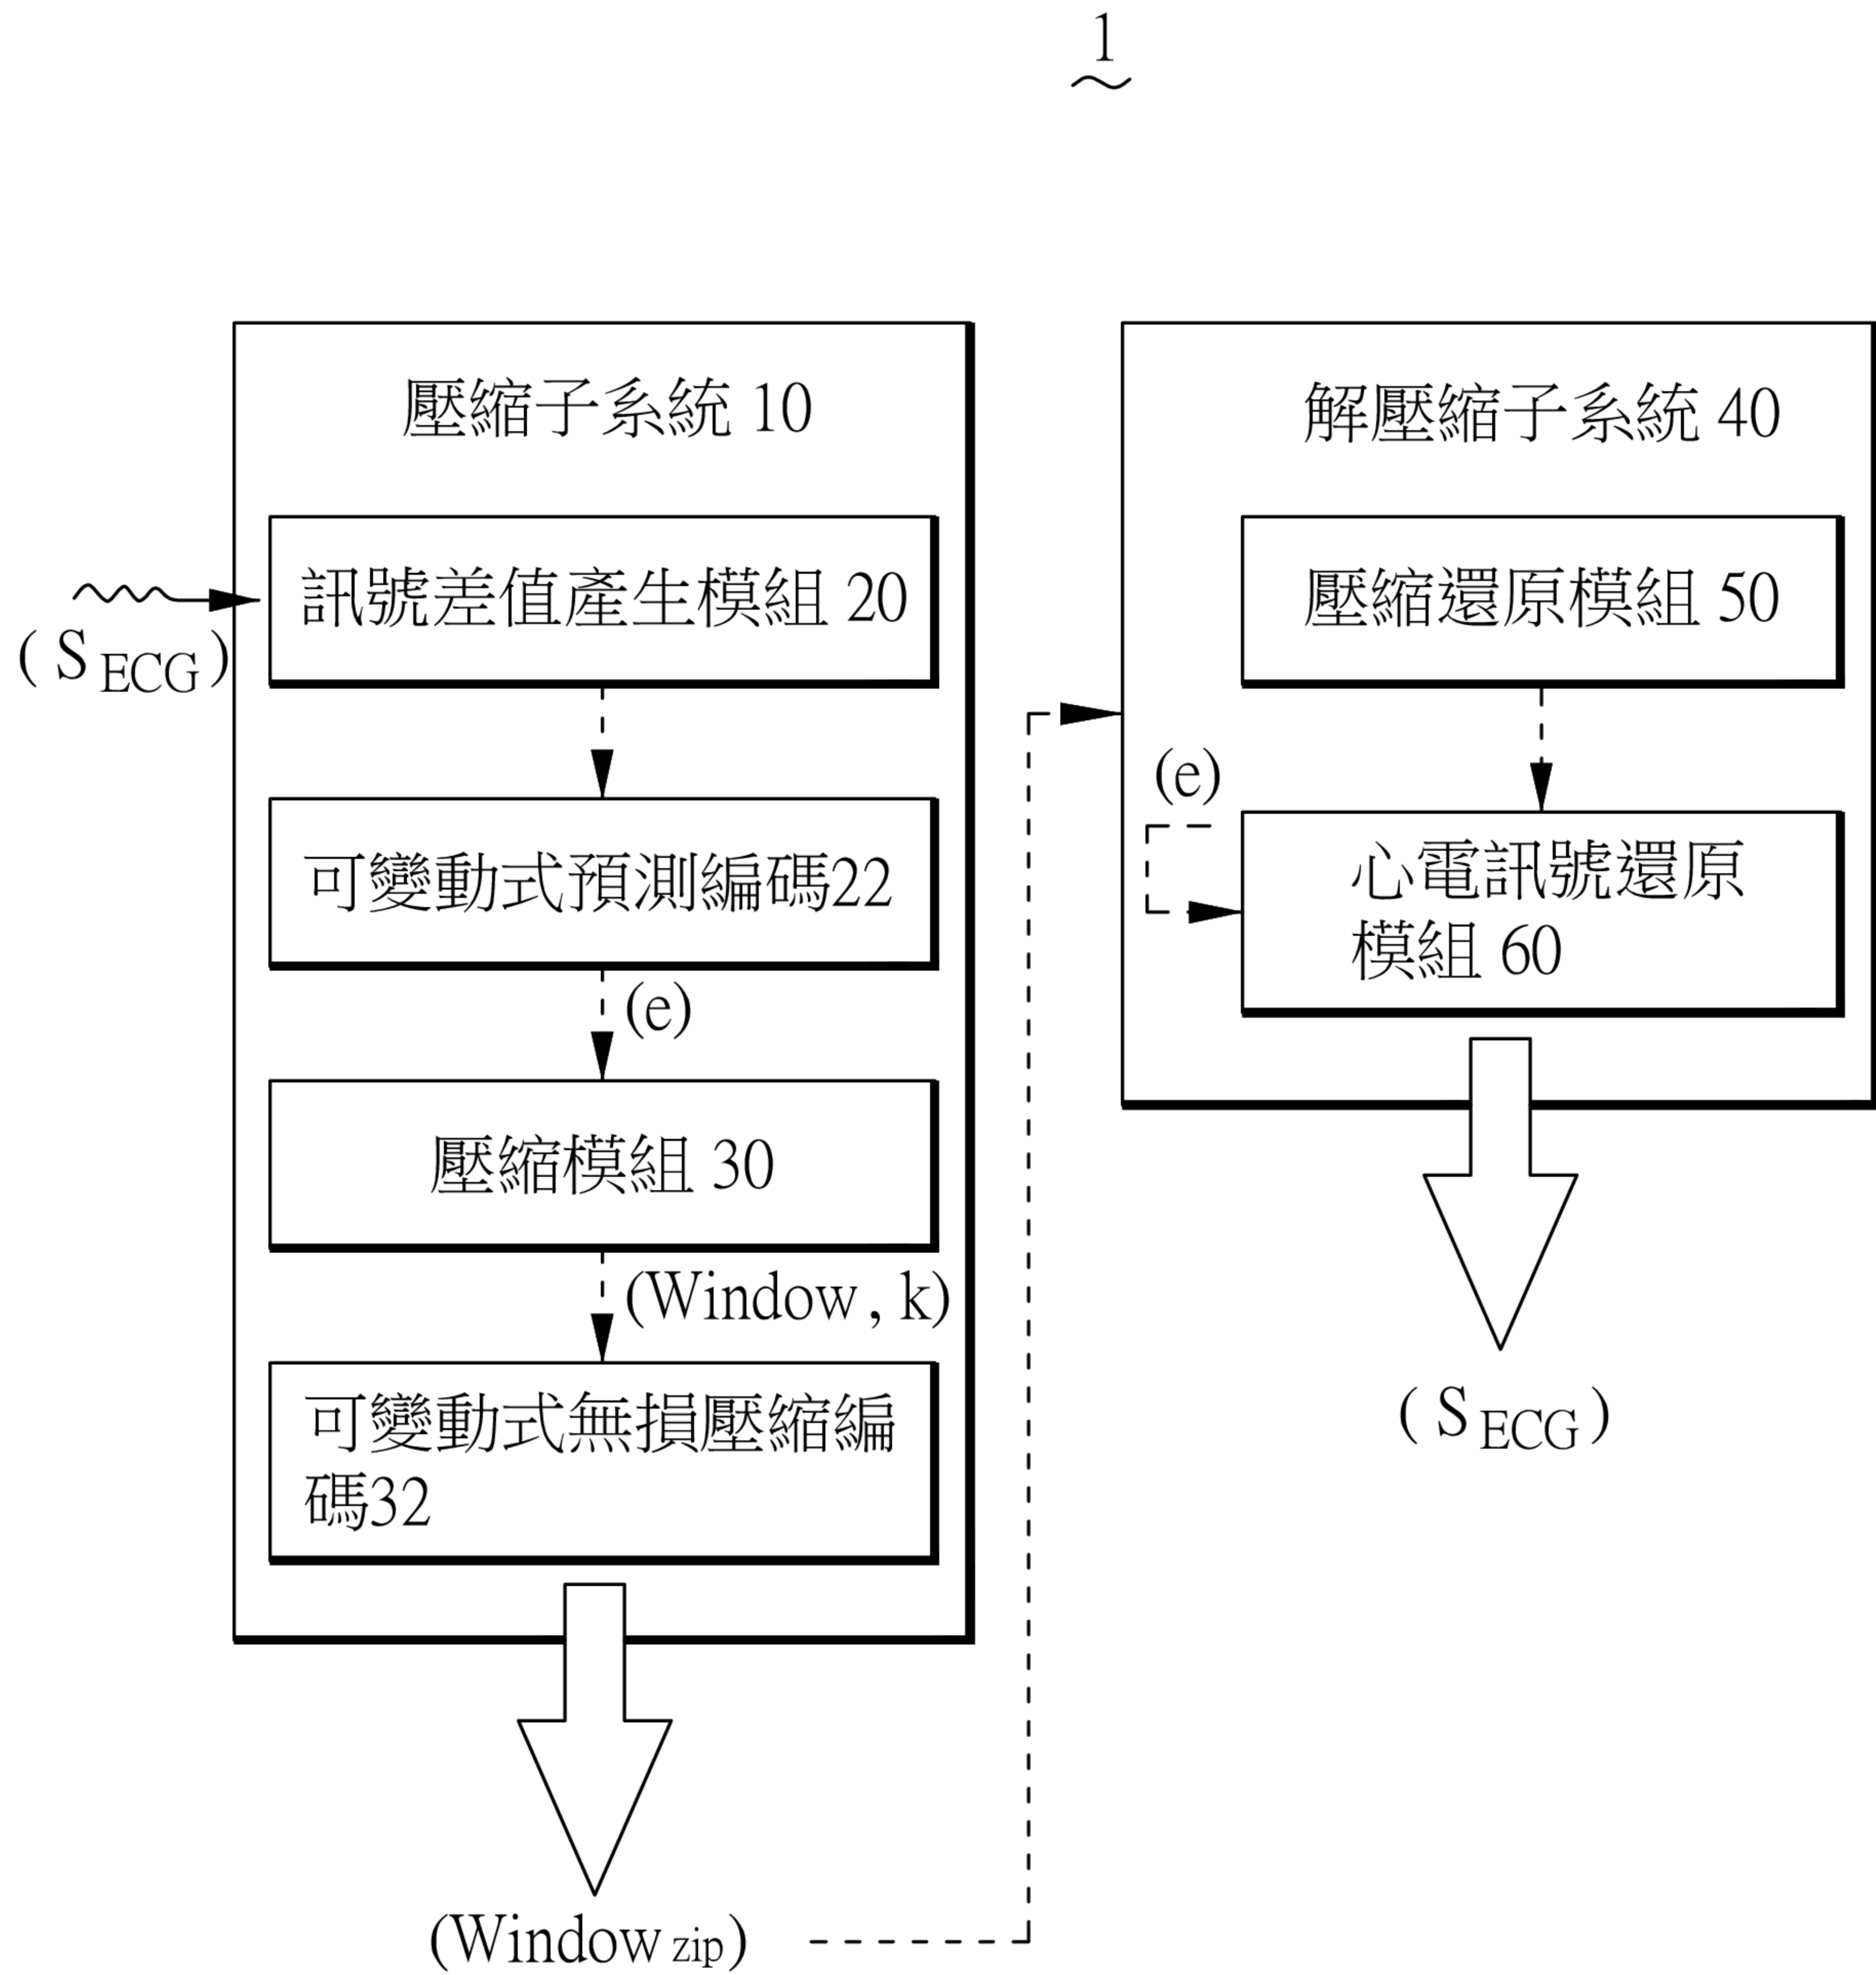 1
壓縮子系統 10
訊號差值產生模組 20
(SECG)
可變動式預測編碼22
(e)
壓縮模組 30
(Window, k)
可變動式無損壓縮編
碼32
(Window zip)
解壓縮子系統 40
壓縮還原模組 50
(e)
心電訊號還原
模組 60
(SECG)